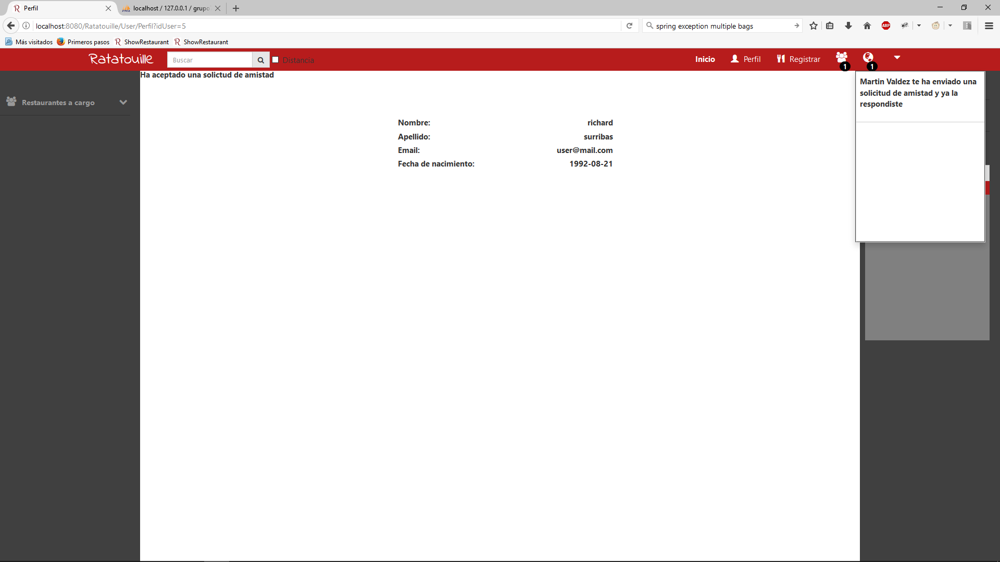 Perfil
localhost / 127.0.0.1 / grupo
localhost:8080/Ratatouille/User/Perfil?idUser=5
spring exception multiple bags
ABP
Más visitados
Primeros pasos
ShowRestaurant
ShowRestaurant
Ratatouille
Buscar
Distancia
Inicio
Perfil
Registrar
1
1
Ha aceptado una solictud de amistad
Martin Valdez te ha enviado una
solicitud de amistad y ya la
respondiste
Restaurantes a cargo
Nombre: richard
Apellido: surribas
Email: user@mail.com
Fecha de nacimiento: 1992-08-21